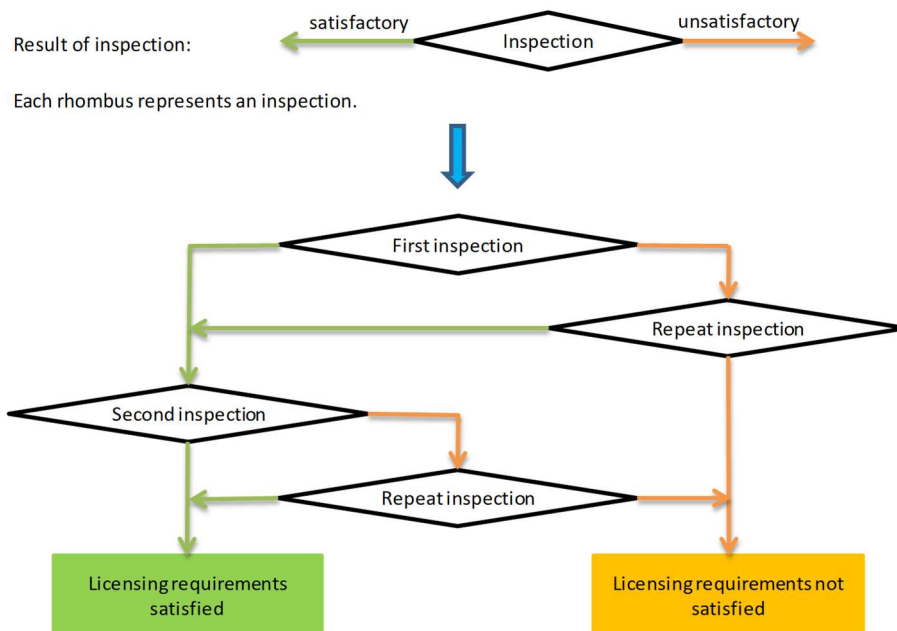 satisfactory
unsatisfactory
Result of inspection:
Inspection
Each rhombus represents an inspection.
First inspection
Repeat inspection
Second inspection
Repeat inspection
Licensing requirements
satisfied
Licensing requirements not
satisfied